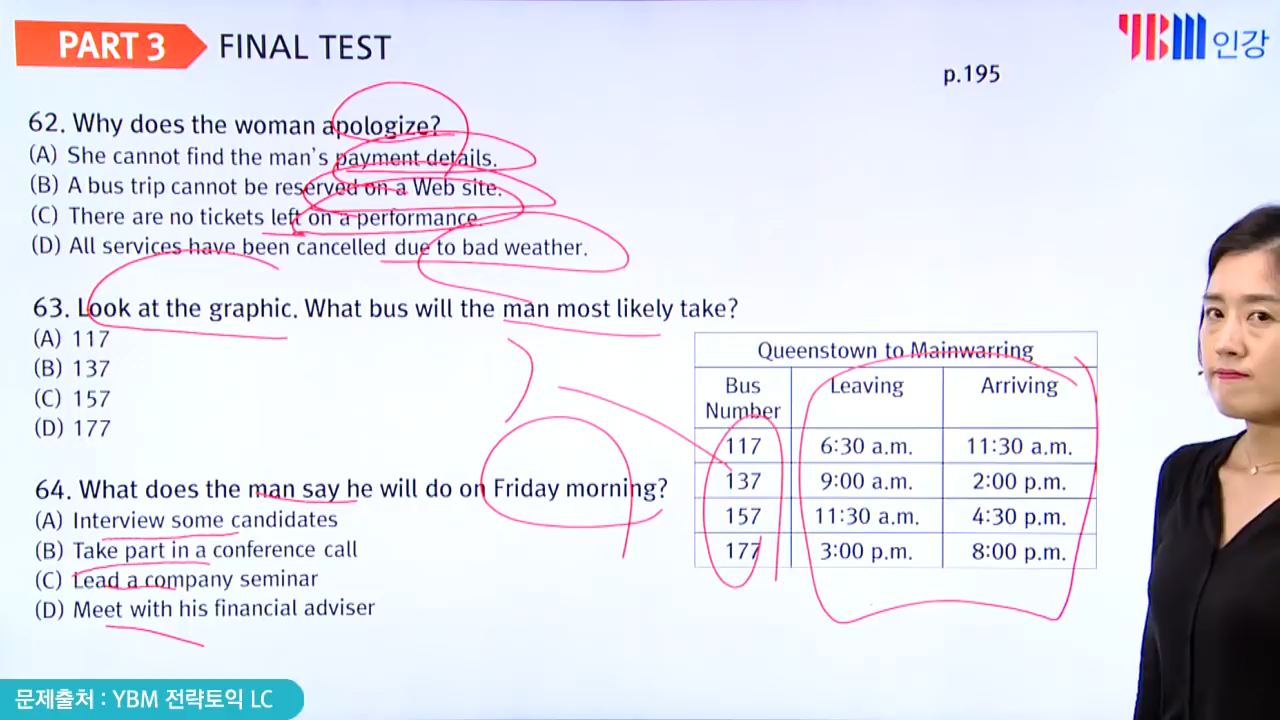 PART 3 FINAL TEST
YBM 인강
p.195
62. Why does the woman apologize?
(A) She cannot find the man's payment details.
(B) A bus trip cannot be reserved on a Web site.
(C) There are no tickets left on a performance.
(D) All services have been cancelled due to bad weather.
63. Look at the graphic. What bus will the man most likely take?
(A) 117
(B) 137
(C) 157
(D) 177
Queenstown to Mainwarring
Bus Number Leaving Arriving
117 6:30 a.m. 11:30 a.m.
137 9:00 a.m. 2:00 p.m.
157 11:30 a.m. 4:30 p.m.
177 3:00 p.m. 8:00 p.m.
64. What does the man say he will do on Friday morning?
(A) Interview some candidates
(B) Take part in a conference call
(C) Lead a company seminar
(D) Meet with his financial adviser
문제출처 : YBM 전략토익 LC